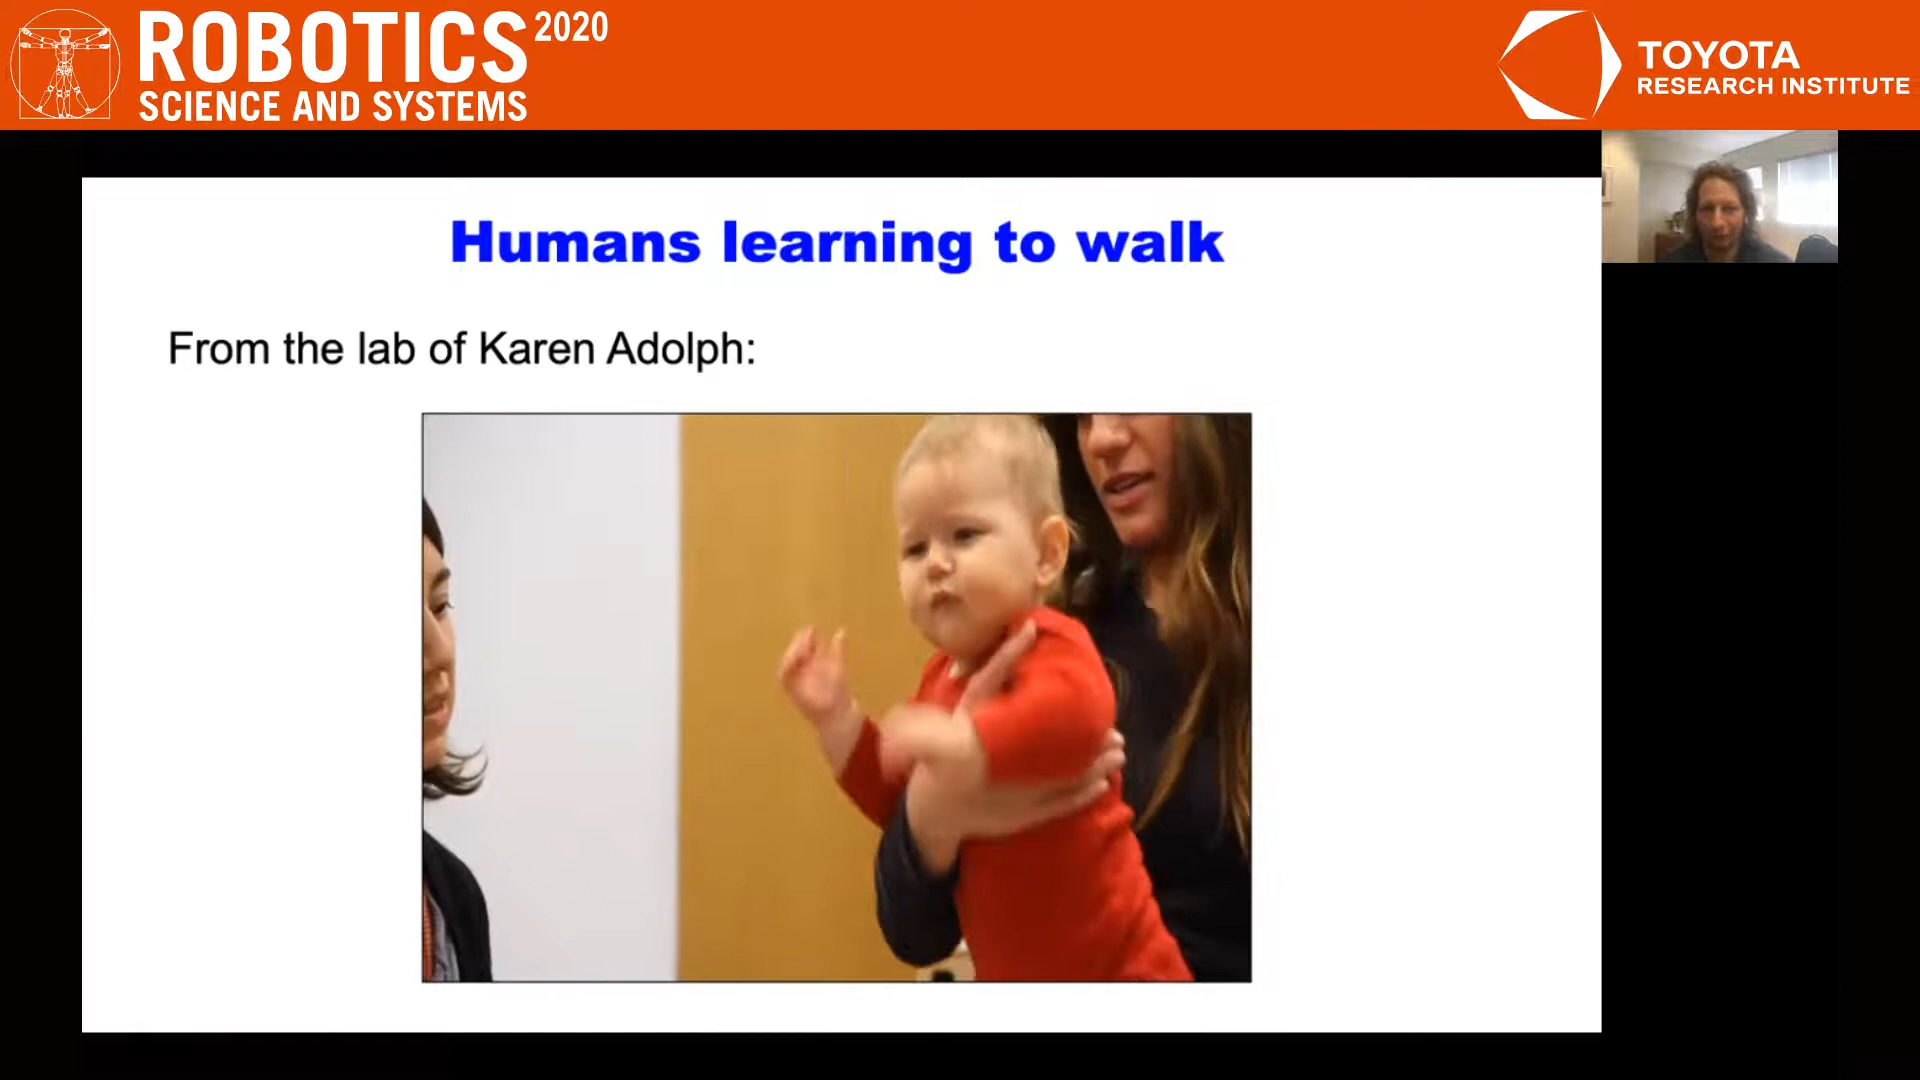 ROBOTICS 2020
SCIENCE AND SYSTEMS
TOYOTA
RESEARCH INSTITUTE
Humans learning to walk
From the lab of Karen Adolph: